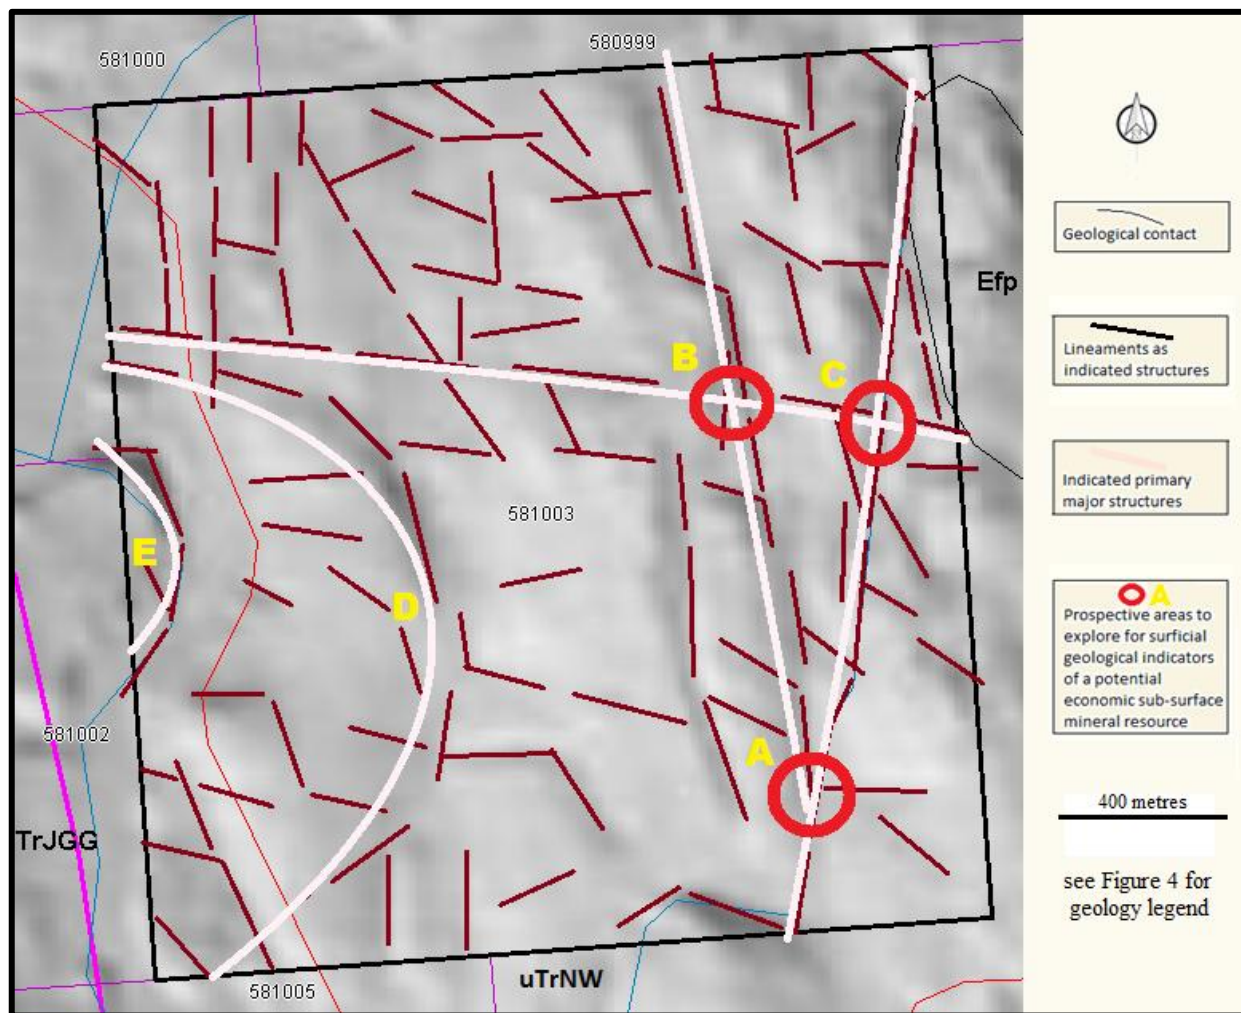 581000
580999
Efp
B
C
581003
E
D
581002
A
TrJGG
581005
uTrNW
Geological contact
Lineaments as
indicated structures
Indicated primary
major structures
A
Prospective areas to
explore for surficial
geological indicators
of a potential
economic sub-surface
mineral resource
400 metres
see Figure 4 for
geology legend